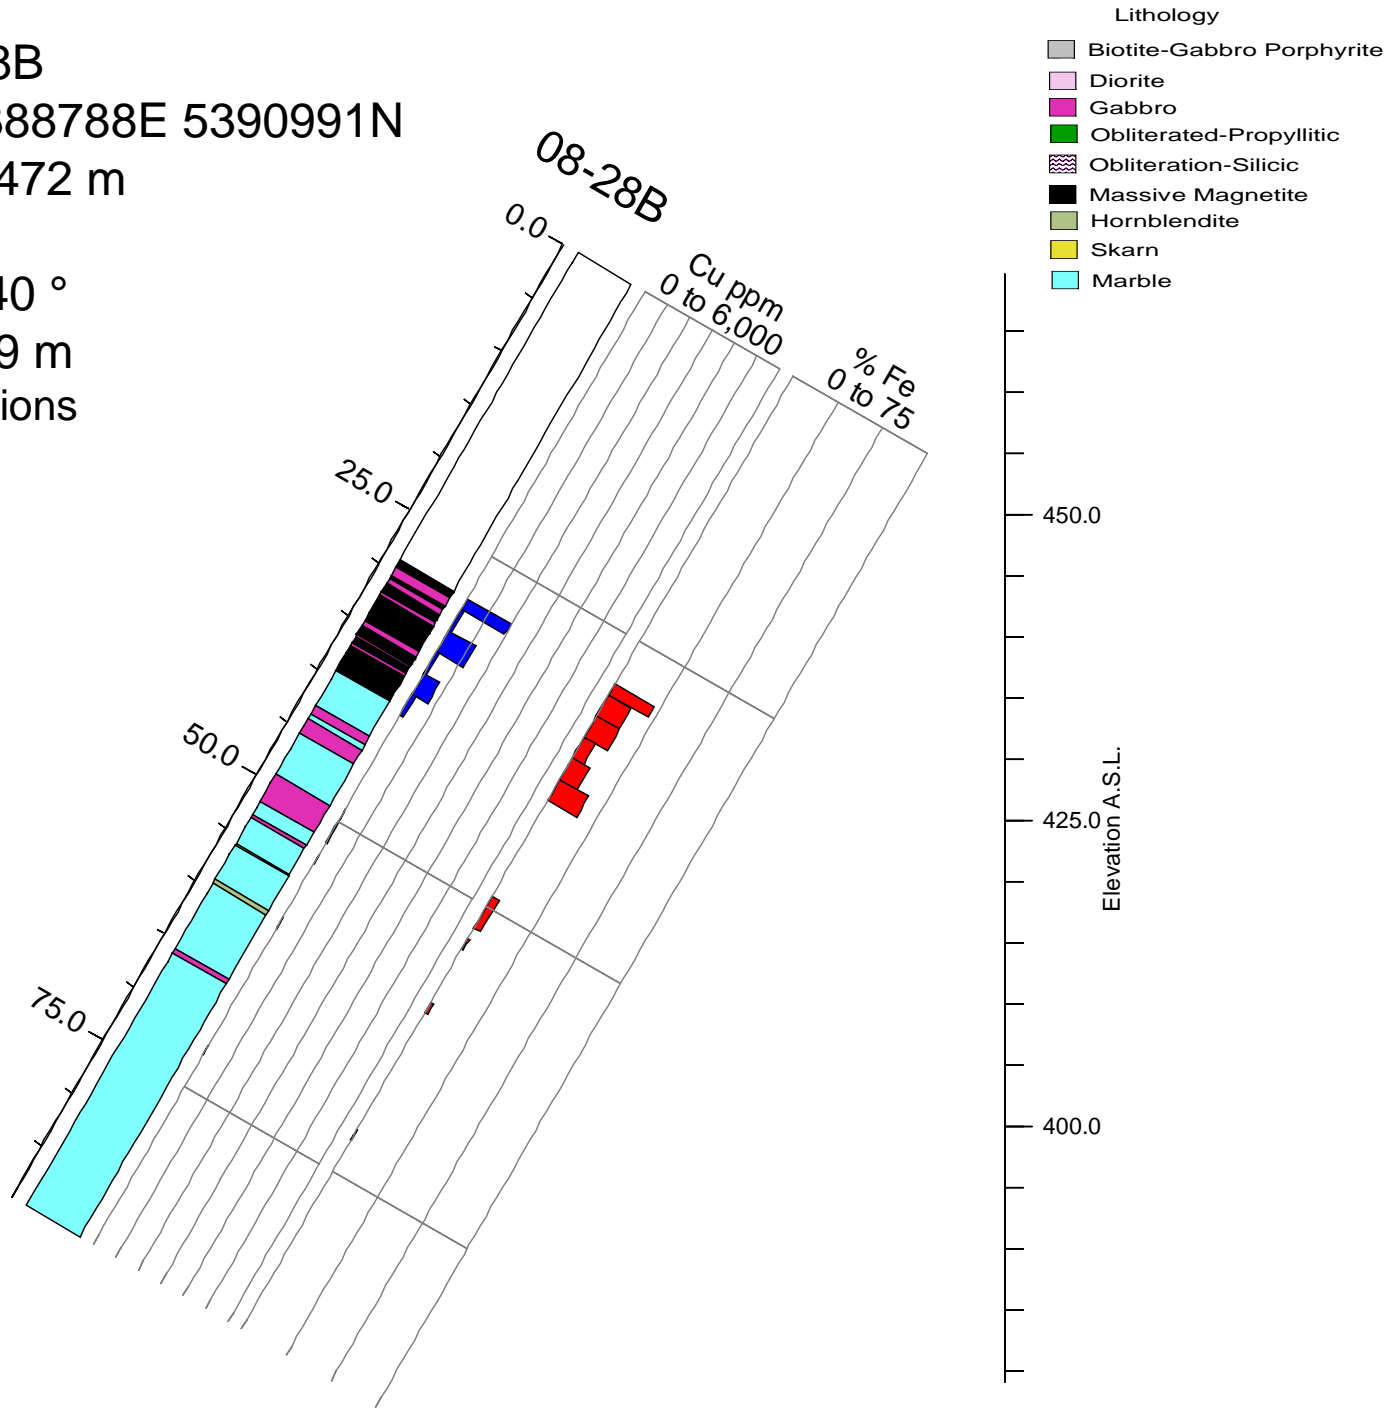 8B
388788E 5390991N
472 m
40 °
9 m
ions
08-28B
Cu ppm
0 to 6,000
% Fe
0 to 75
0.0
25.0
50.0
75.0
Lithology
Biotite-Gabbro Porphyrite
Diorite
Gabbro
Obliterated-Propyllitic
Obliteration-Silicic
Massive Magnetite
Hornblendite
Skarn
Marble
450.0
425.0
400.0
Elevation A.S.L.